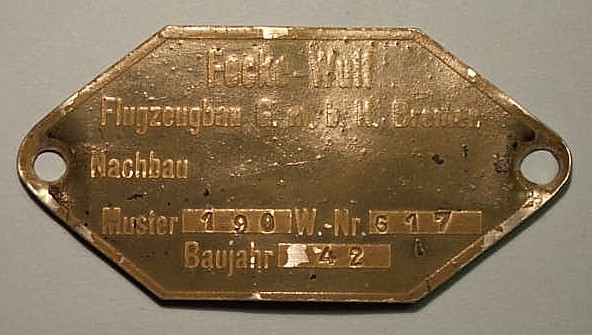 Focke-Wulf
Flugzeugbau G.m.b.H. Bremen
Nachbau
Muster 190 W.-Nr. 617
Baujahr 42